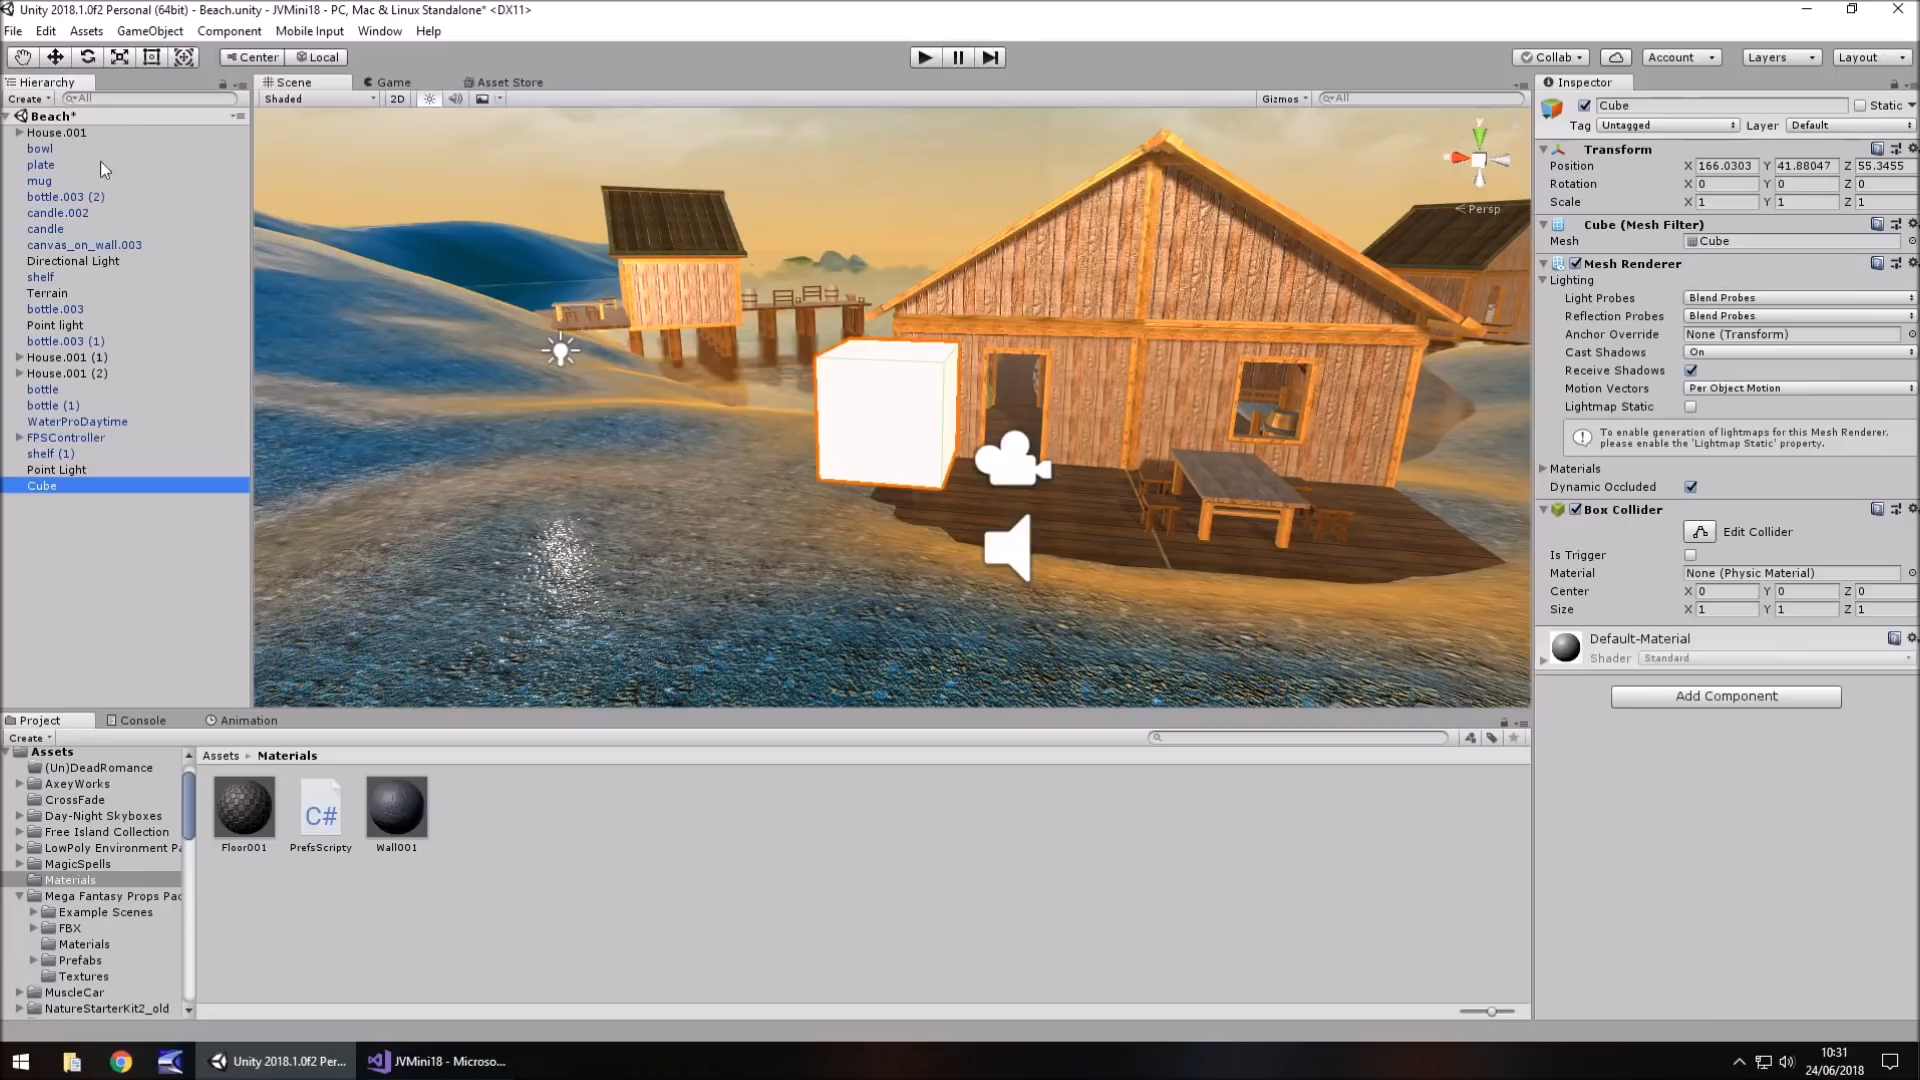 Unity 2018.1.0f2 Personal (64bit) - Beach.unity - JVMini18 - PC, Mac & Linux Standalone* <DX11>
File Edit Assets GameObject Component Mobile Input Window Help
Center Local Collab Account Layers Layout
Hierarchy
Create All
Beach*
House.001
bowl
plate
mug
bottle.003 (2)
candle.002
candle
canvas_on_wall.003
Directional Light
shelf
Terrain
bottle.003
Point light
bottle.003 (1)
House.001 (1)
House.001 (2)
bottle
bottle (1)
WaterProDaytime
FPSController
shelf (1)
Point Light
Cube
Scene Game Asset Store
Shaded 2D Gizmos All
y
Persp
Inspector
Cube Static
Tag Untagged Layer Default
Transform
Position X 166.0303 Y 41.88047 Z 55.3455
Rotation X 0 Y 0 Z 0
Scale X 1 Y 1 Z 1
Cube (Mesh Filter)
Mesh Cube
Mesh Renderer
Lighting
Light Probes Blend Probes
Reflection Probes Blend Probes
Anchor Override None (Transform)
Cast Shadows On
Receive Shadows
Motion Vectors Per Object Motion
Lightmap Static
To enable generation of lightmaps for this Mesh Renderer,
please enable the 'Lightmap Static' property.
Materials
Dynamic Occluded
Box Collider
Edit Collider
Is Trigger
Material None (Physic Material)
Center X 0 Y 0 Z 0
Size X 1 Y 1 Z 1
Default-Material
Shader Standard
Add Component
Project Console Animation
Create
Assets
(Un)DeadRomance
AxeyWorks
CrossFade
Day-Night Skyboxes
Free Island Collection
LowPoly Environment Pa
MagicSpells
Materials
Mega Fantasy Props Pac
Example Scenes
FBX
Materials
Prefabs
Textures
MuscleCar
NatureStarterKit2_old
Assets Materials
C#
Floor001 PrefsScripty Wall001
Unity 2018.1.0f2 Per... JVMini18 - Microso...
10:31
24/06/2018